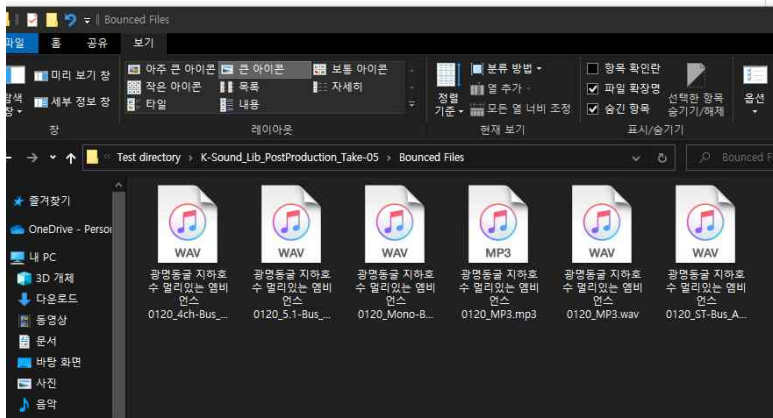 Bounced Files
파일 홈 공유 보기
미리 보기 창
세부 정보 창
창
아주 큰 아이콘 큰 아이콘 보통 아이콘
작은 아이콘 목록 자세히
타일 내용
레이아웃
정렬
기준
분류 방법
열 추가
모든 열 너비 조정
현재 보기
항목 확인란
파일 확장명
숨긴 항목
선택한 항목
숨기기/해제
표시/숨기기
옵션
Test directory > K-Sound_Lib_PostProduction_Take-05 > Bounced Files
Bounced F
즐겨찾기
OneDrive - Perso
내 PC
3D 개체
다운로드
동영상
문서
바탕 화면
사진
음악
WAV
광명동굴 지하호
수 멀리있는 엠비
언스
0120_4ch-Bus_...
WAV
광명동굴 지하호
수 멀리있는 엠비
언스
0120_5.1-Bus_...
WAV
광명동굴 지하호
수 멀리있는 엠비
언스
0120_Mono-B...
MP3
광명동굴 지하호
수 멀리있는 엠비
언스
0120_MP3.mp3
WAV
광명동굴 지하호
수 멀리있는 엠비
언스
0120_MP3.wav
WAV
광명동굴 지하호
수 멀리있는 엠비
언스
0120_ST-Bus_A...